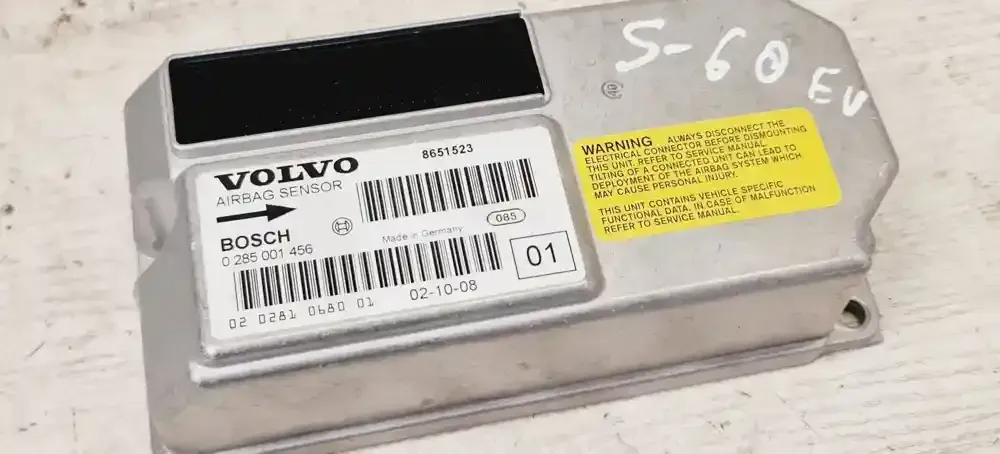 S-60 EU
VOLVO
8651523
AIRBAG SENSOR
BOSCH
085
0 285 001 456
Made in Germany
01
02-10-08
02 0281 0680 01
WARNING ALWAYS DISCONNECT THE
ELECTRICAL CONNECTOR BEFORE DISMOUNTING
THIS UNIT. REFER TO SERVICE MANUAL.
TILTING OF A CONNECTED UNIT CAN LEAD TO
DEPLOYMENT OF THE AIRBAG SYSTEM WHICH
MAY CAUSE PERSONAL INJURY.
THIS UNIT CONTAINS VEHICLE SPECIFIC
FUNCTIONAL DATA. IN CASE OF MALFUNCTION
REFER TO SERVICE MANUAL.